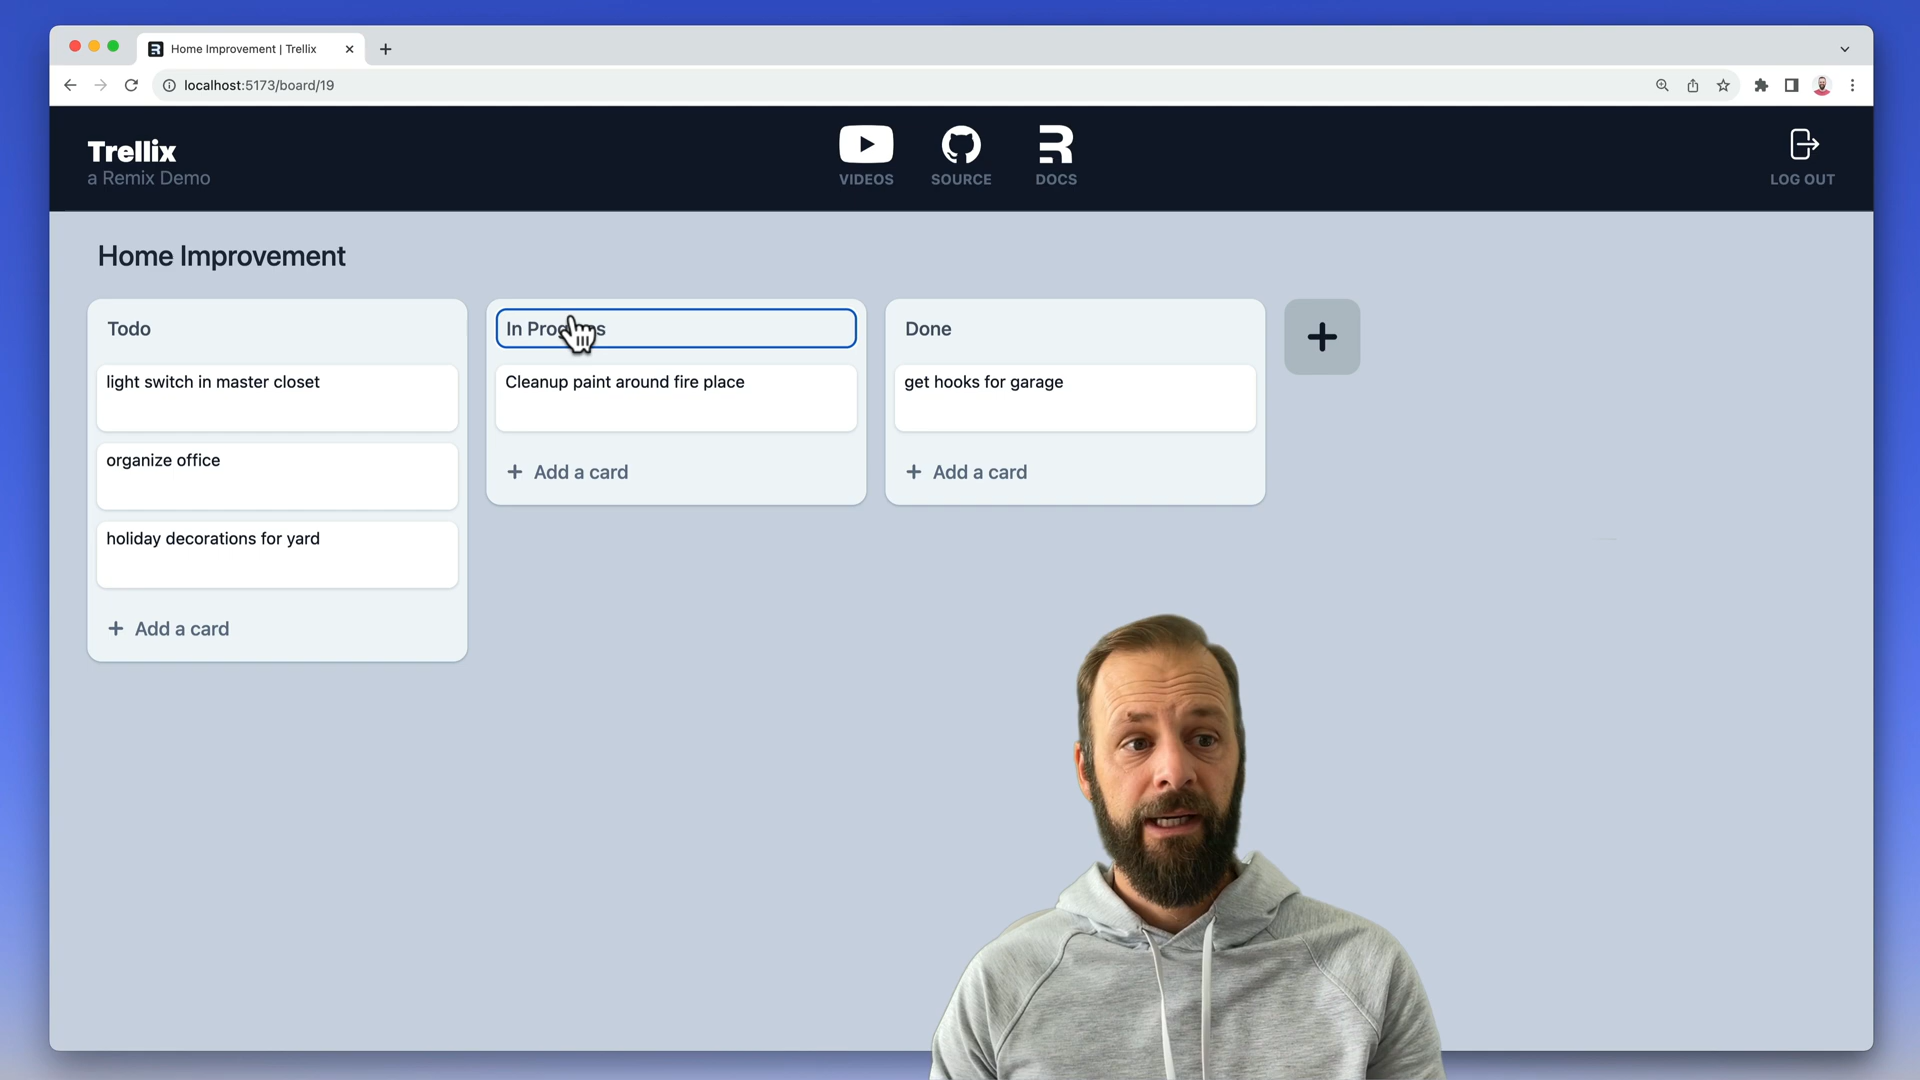 Home Improvement | Trellix
localhost:5173/board/19
Trellix
a Remix Demo
VIDEOS
SOURCE
DOCS
LOG OUT
Home Improvement
Todo
light switch in master closet
organize office
holiday decorations for yard
+ Add a card
In
Cleanup paint around fire place
+ Add a card
Done
get hooks for garage
+ Add a card